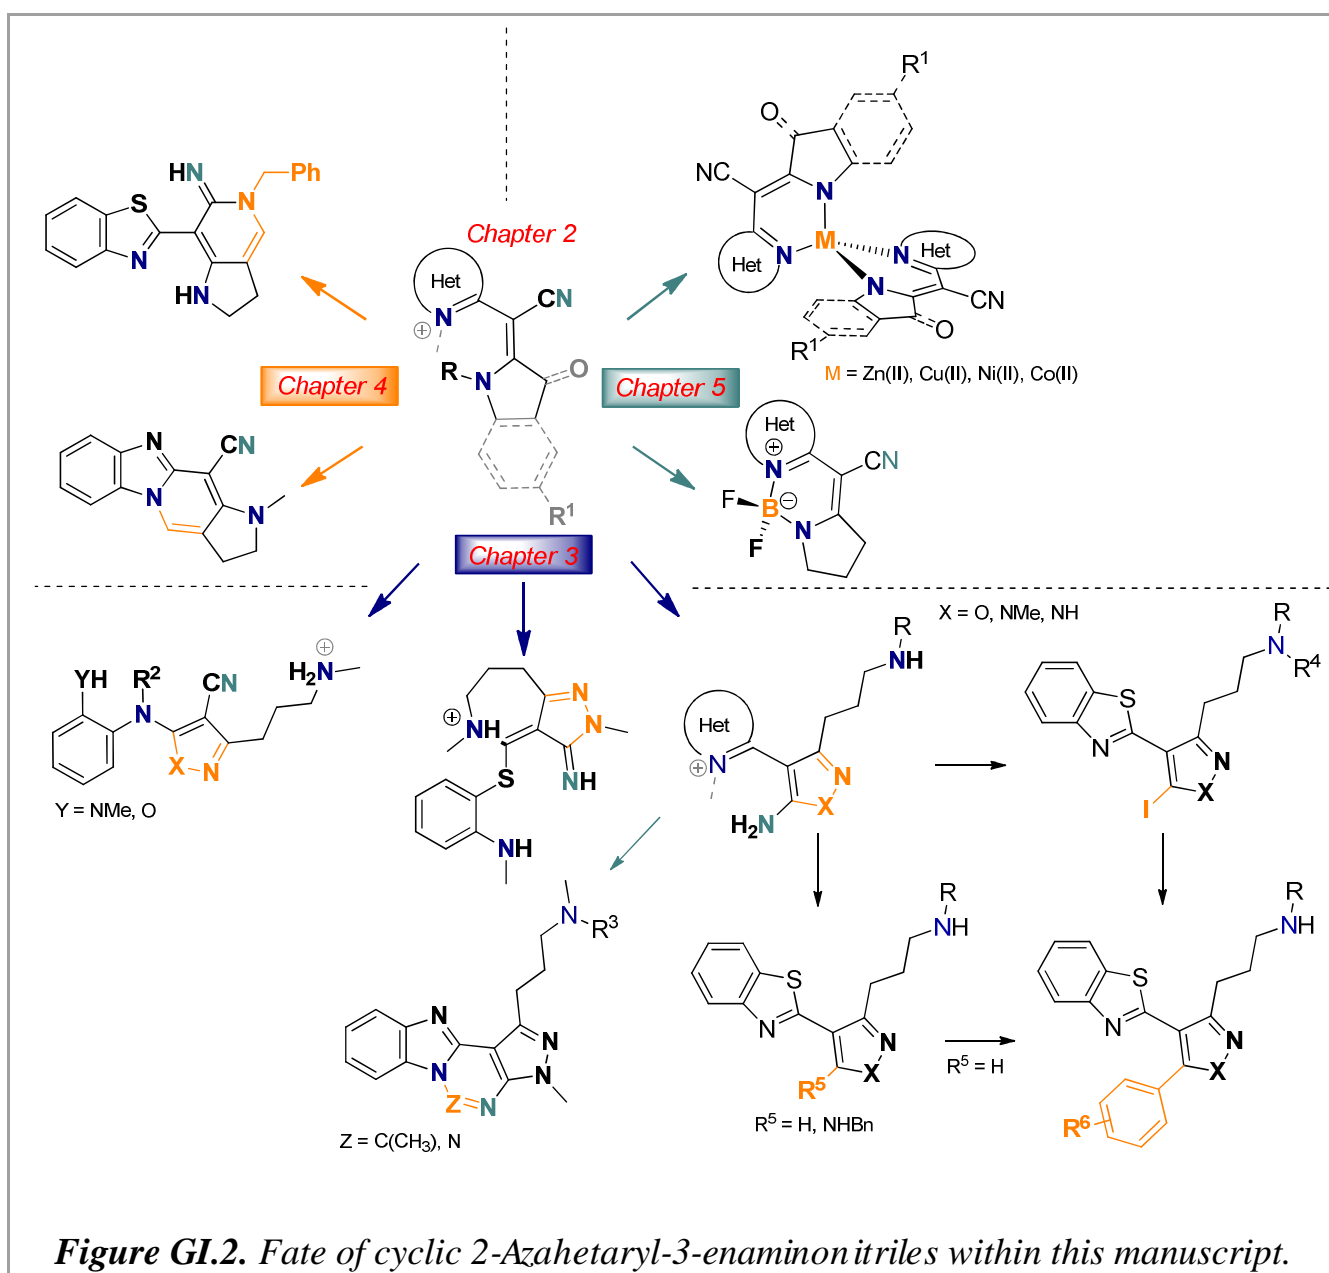 R¹
O
NC
N
M
N
Het
N
Het
N
CN
O
R¹
M = Zn(II), Cu(II), Ni(II), Co(II)
HN
N
Ph
S
N
HN
Chapter 2
Het
N
⊕
CN
R
N
O
R¹
Chapter 4
Chapter 5
Chapter 3
N
CN
N
N
Het
⊕
N
CN
F
B
⊖
F
N
YH
R²
N
CN
H₂N
⊕
X
N
Y = NMe, O
N
N
⊕
NH
S
NH
NH
R
NH
Het
⊕
N
N
X
H₂N
X = O, NMe, NH
R
N
R⁴
S
N
N
X
I
N
R³
N
N
N
N
Z
N
Z = C(CH₃), N
R
NH
S
N
N
X
R⁵
R⁵ = H, NHBn
R⁵ = H
R
NH
S
N
N
X
R⁶
Figure GI.2. Fate of cyclic 2-Azahetaryl-3-enaminonitriles within this manuscript.